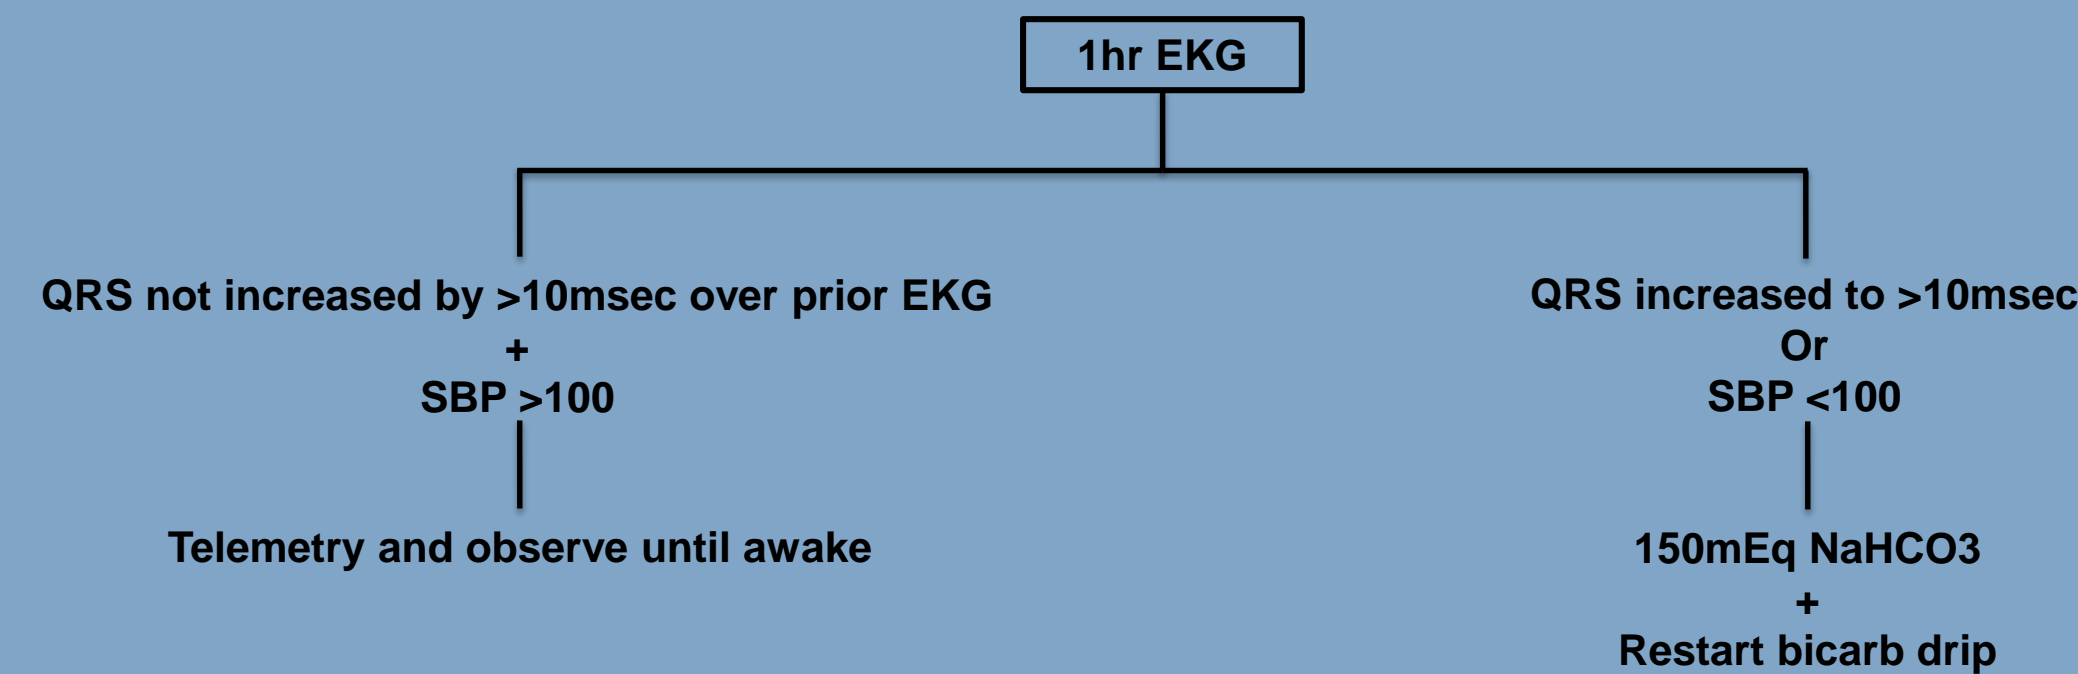 1hr EKG
QRS not increased by >10msec over prior EKG
+
SBP >100
Telemetry and observe until awake
QRS increased to >10msec
Or
SBP <100
150mEq NaHCO3
+
Restart bicarb drip